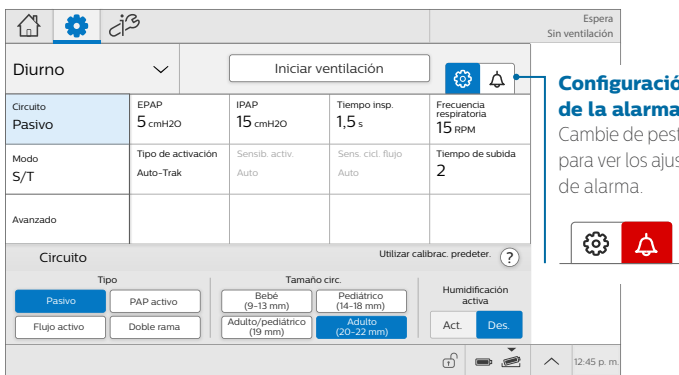 Espera
Sin ventilación
Diurno
Iniciar ventilación
Circuito
Pasivo
EPAP
5 cmH2O
IPAP
15 cmH2O
Tiempo insp.
1,5 s
Frecuencia
respiratoria
15 RPM
Modo
S/T
Tipo de activación
Auto-Trak
Sensib. activ.
Auto
Sens. cicl. flujo
Auto
Tiempo de subida
2
Avanzado
Circuito
Utilizar calibrac. predeter. ?
Tipo
Pasivo
PAP activo
Flujo activo
Doble rama
Tamaño circ.
Bebé
(9-13 mm)
Pediátrico
(14-18 mm)
Adulto/pediátrico
(19 mm)
Adulto
(20-22 mm)
Humidificación
activa
Act.
Des.
12:45 p. m.
Configuració
de la alarma
Cambie de pest
para ver los ajus
de alarma.